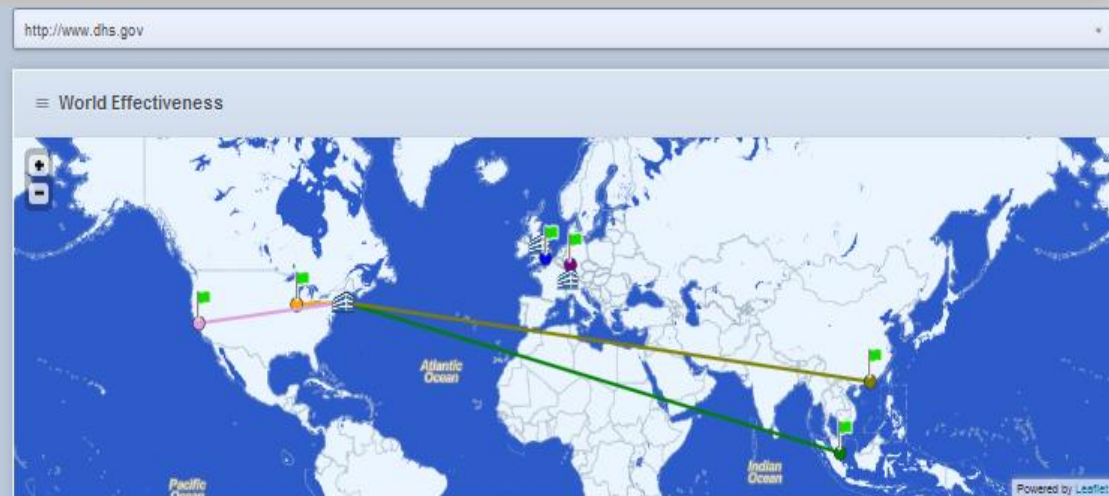 http://www.dhs.gov
World Effectiveness
+
-
Atlantic
Ocean
Indian
Ocean
Pacific
Ocean
Powered by Leaflet